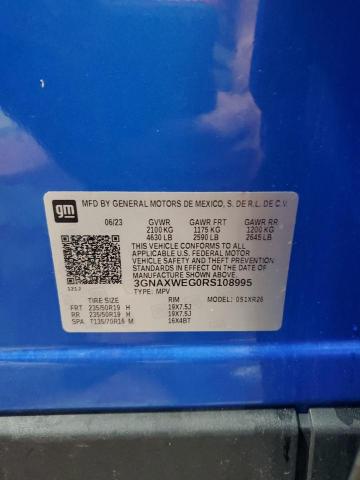 gm
MFD BY GENERAL MOTORS DE MEXICO, S. DE R.L. DE C.V.
06/23 GVWR GAWR FRT GAWR RR
2100 KG 1175 KG 1200 KG
4630 LB 2590 LB 2645 LB
THIS VEHICLE CONFORMS TO ALL
APPLICABLE U.S. FEDERAL MOTOR
VEHICLE SAFETY AND THEFT PREVENTION
STANDARDS IN EFFECT ON THE DATE OF
MANUFACTURE SHOWN ABOVE.
3GNAXWEG0RS108995
1212 TYPE: MPV MODEL: 0S1XR26
TIRE SIZE RIM
FRT 235/50R19 H 19X7.5J
RR 235/50R19 H 19X7.5J
SPA T135/70R16 M 16X4BT